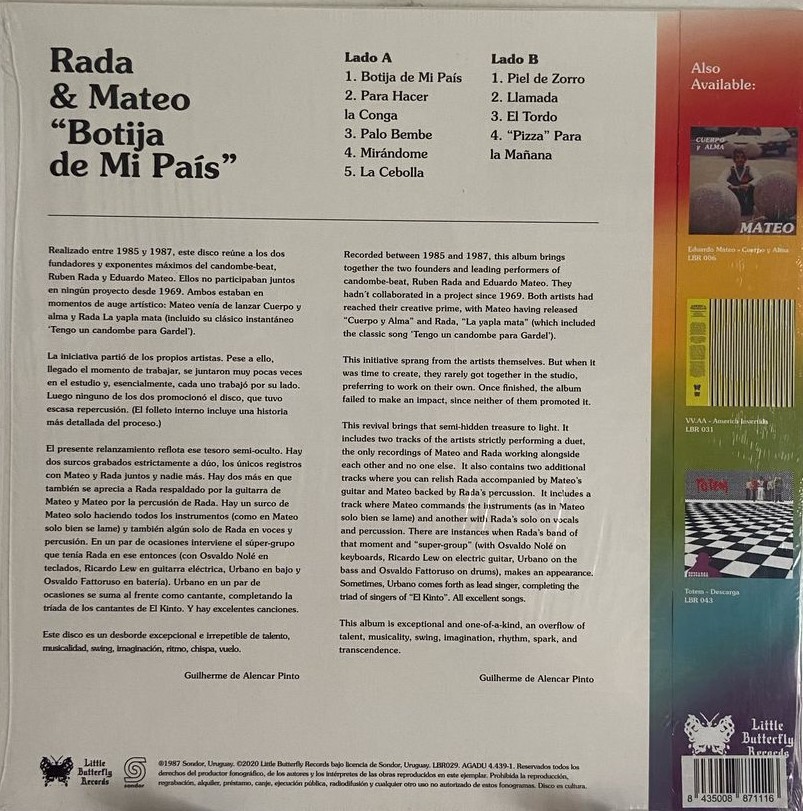 Rada
& Mateo
“Botija
de Mi País”
Lado A
1. Botija de Mi País
2. Para Hacer
la Conga
3. Palo Bembe
4. Mirándome
5. La Cebolla
Lado B
1. Piel de Zorro
2. Llamada
3. El Tordo
4. “Pizza” Para
la Mañana
Realizado entre 1985 y 1987, este disco reúne a los dos
fundadores y exponentes máximos del candombe-beat,
Ruben Rada y Eduardo Mateo. Ellos no participaban juntos
en ningún proyecto desde 1969. Ambos estaban en
momentos de auge artístico: Mateo venía de lanzar Cuerpo y
alma y Rada La yapla mata (incluido su clásico instantáneo
‘Tengo un candombe para Gardel’).
La iniciativa partió de los propios artistas. Pese a ello,
llegado el momento de trabajar, se juntaron muy pocas veces
en el estudio y, esencialmente, cada uno trabajó por su lado.
Luego ninguno de los dos promocionó el disco, que tuvo
escasa repercusión. (El folleto interno incluye una historia
más detallada del proceso.)
El presente relanzamiento reflota ese tesoro semi-oculto. Hay
dos surcos grabados estrictamente a dúo, los únicos registros
con Mateo y Rada juntos y nadie más. Hay dos más en que
también se aprecia a Rada respaldado por la guitarra de
Mateo y Mateo por la percusión de Rada. Hay un surco de
Mateo solo haciendo todos los instrumentos (como en Mateo
solo bien se lame) y también algún solo de Rada en voces y
percusión. En un par de ocasiones interviene el súper-grupo
que tenía Rada en ese entonces (con Osvaldo Nolé en
teclados, Ricardo Lew en guitarra eléctrica, Urbano en bajo y
Osvaldo Fattoruso en batería). Urbano en un par de
ocasiones se suma al frente como cantante, completando la
tríada de los cantantes de El Kinto. Y hay excelentes canciones.
Este disco es un desborde excepcional e irrepetible de talento,
musicalidad, swing, imaginación, ritmo, chispa, vuelo.
Guilherme de Alencar Pinto
Recorded between 1985 and 1987, this album brings
together the two founders and leading performers of
candombe-beat, Ruben Rada and Eduardo Mateo. They
hadn’t collaborated in a project since 1969. Both artists had
reached their creative prime, with Mateo having released
“Cuerpo y Alma” and Rada, “La yapla mata” (which included
the classic song ‘Tengo un candombe para Gardel’).
This initiative sprang from the artists themselves. But when it
was time to create, they rarely got together in the studio,
preferring to work on their own. Once finished, the album
failed to make an impact, since neither of them promoted it.
This revival brings that semi-hidden treasure to light. It
includes two tracks of the artists strictly performing a duet,
the only recordings of Mateo and Rada working alongside
each other and no one else. It also contains two additional
tracks where you can relish Rada accompanied by Mateo’s
guitar and Mateo backed by Rada’s percussion. It includes a
track where Mateo commands the instruments (as in Mateo
solo bien se lame) and another with Rada’s solo on vocals
and percussion. There are instances when Rada’s band of
that moment and “super-group” (with Osvaldo Nolé on
keyboards, Ricardo Lew on electric guitar, Urbano on the
bass and Osvaldo Fattoruso on drums), makes an appearance.
Sometimes, Urbano comes forth as lead singer, completing the
triad of singers of “El Kinto”. All excellent songs.
This album is exceptional and one-of-a-kind, an overflow of
talent, musicality, swing, imagination, rhythm, spark, and
transcendence.
Guilherme de Alencar Pinto
Also
Available:
CUERPO
y ALMA
MATEO
Eduardo Mateo - Cuerpo y Alma
LBR 006
VV.AA - America Invertida
LBR 031
Totem
Totem - Descarga
LBR 043
Little
Butterfly
Records
sondor
®1987 Sondor, Uruguay. ©2020 Little Butterfly Records bajo licencia de Sondor, Uruguay. LBR029. AGADU 4.439-1. Reservados todos los
derechos del productor fonográfico, de los autores y los intérpretes de las obras reproducidas en este ejemplar. Prohibida la reproducción,
regrabación, alquiler, préstamo, canje, ejecución pública, radiodifusión y cualquier otro uso no autorizado de estos fonogramas. Disco es cultura.
Little
Butterfly
Records
8 435008 871116